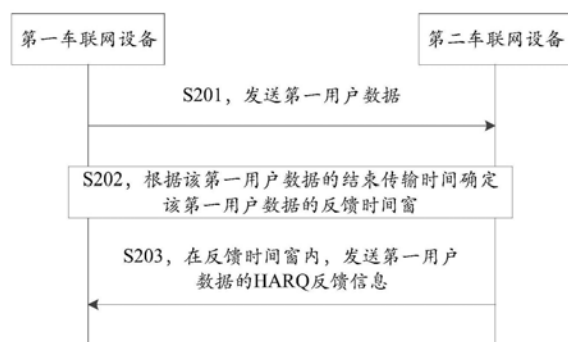 第一车联网设备
第二车联网设备
S201，发送第一用户数据
S202，根据该第一用户数据的结束传输时间确定
该第一用户数据的反馈时间窗
S203，在反馈时间窗内，发送第一用户
数据的HARQ反馈信息